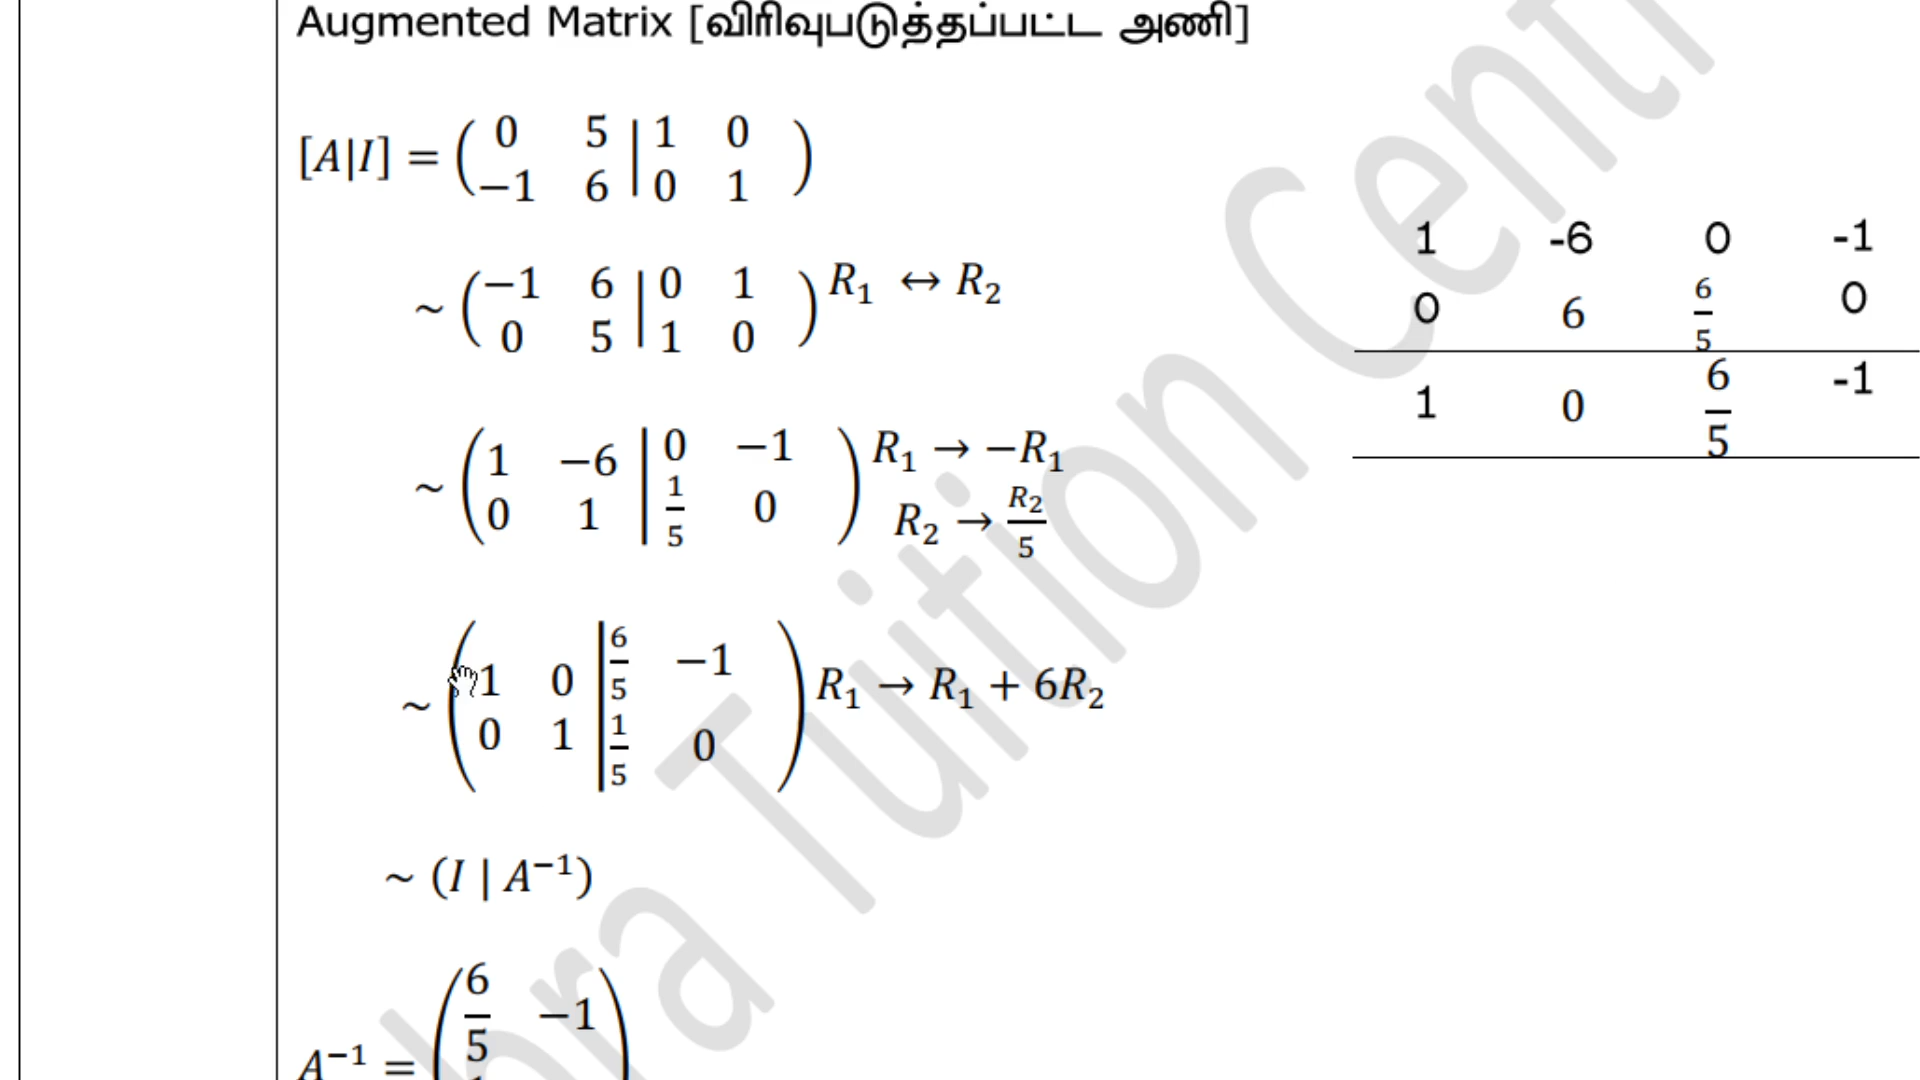 Augmented Matrix [விரிவுபடுத்தப்பட்ட அணி]
[A|I] = ( 0 5 | 1 0 )
( −1 6 | 0 1 )
~ ( −1 6 | 0 1 ) R₁ ↔ R₂
( 0 5 | 1 0 )
~ ( 1 −6 | 0 −1 ) R₁ → −R₁
( 0 1 | 1/5 0 ) R₂ → R₂/5
~ ( 1 0 | 6/5 −1 ) R₁ → R₁ + 6R₂
( 0 1 | 1/5 0 )
~ (I | A⁻¹)
A⁻¹ = ( 6/5 −1 )
1 -6 0 -1
0 6 6/5 0
1 0 6/5 -1
bra Tuition Centr